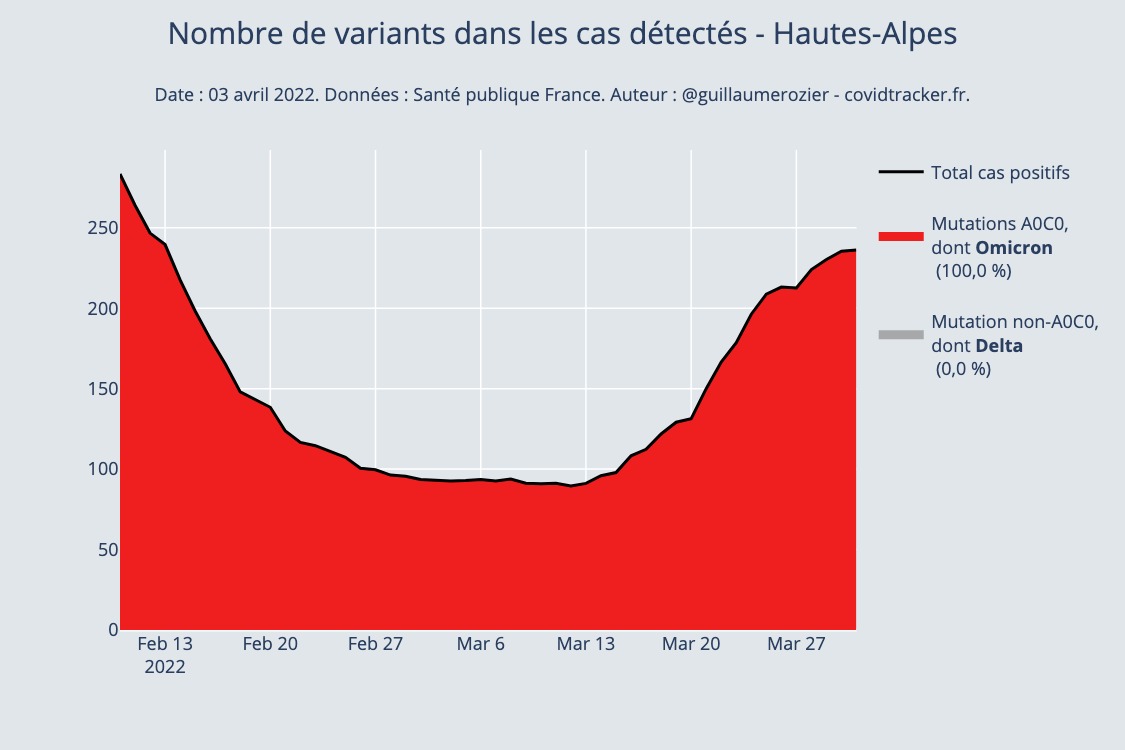 Nombre de variants dans les cas détectés - Hautes-Alpes
Date : 03 avril 2022. Données : Santé publique France. Auteur : @guillaumerozier - covidtracker.fr.
Total cas positifs
Mutations A0C0,
dont Omicron
(100,0 %)
Mutation non-A0C0,
dont Delta
(0,0 %)
250
200
150
100
50
0
Feb 13 Feb 20 Feb 27 Mar 6 Mar 13 Mar 20 Mar 27
2022